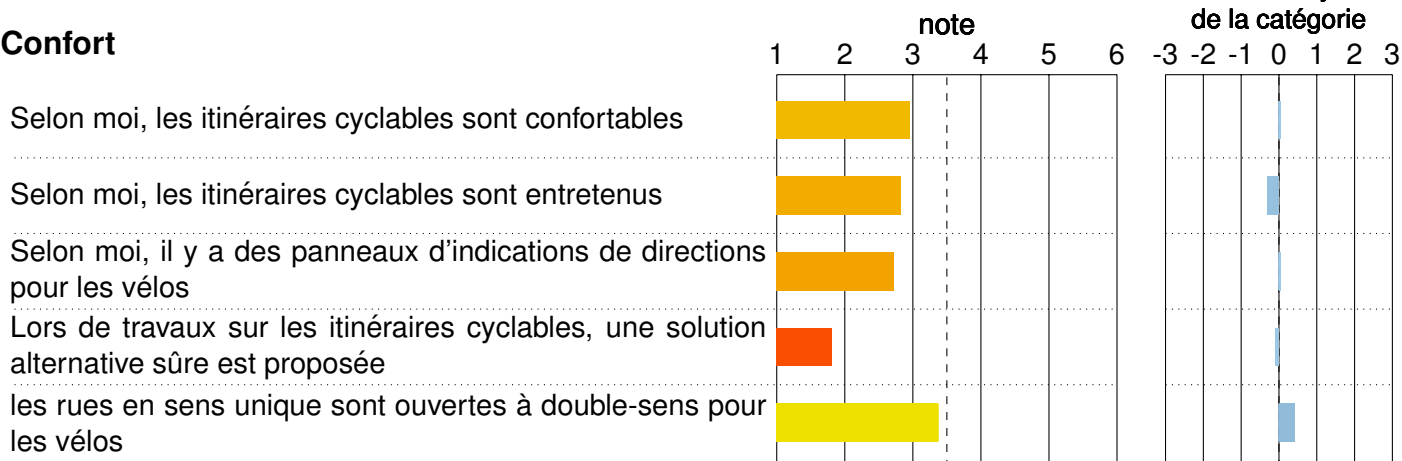 note
de la catégorie
Confort
1 2 3 4 5 6
-3 -2 -1 0 1 2 3
Selon moi, les itinéraires cyclables sont confortables
Selon moi, les itinéraires cyclables sont entretenus
Selon moi, il y a des panneaux d'indications de directions
pour les vélos
Lors de travaux sur les itinéraires cyclables, une solution
alternative sûre est proposée
les rues en sens unique sont ouvertes à double-sens pour
les vélos